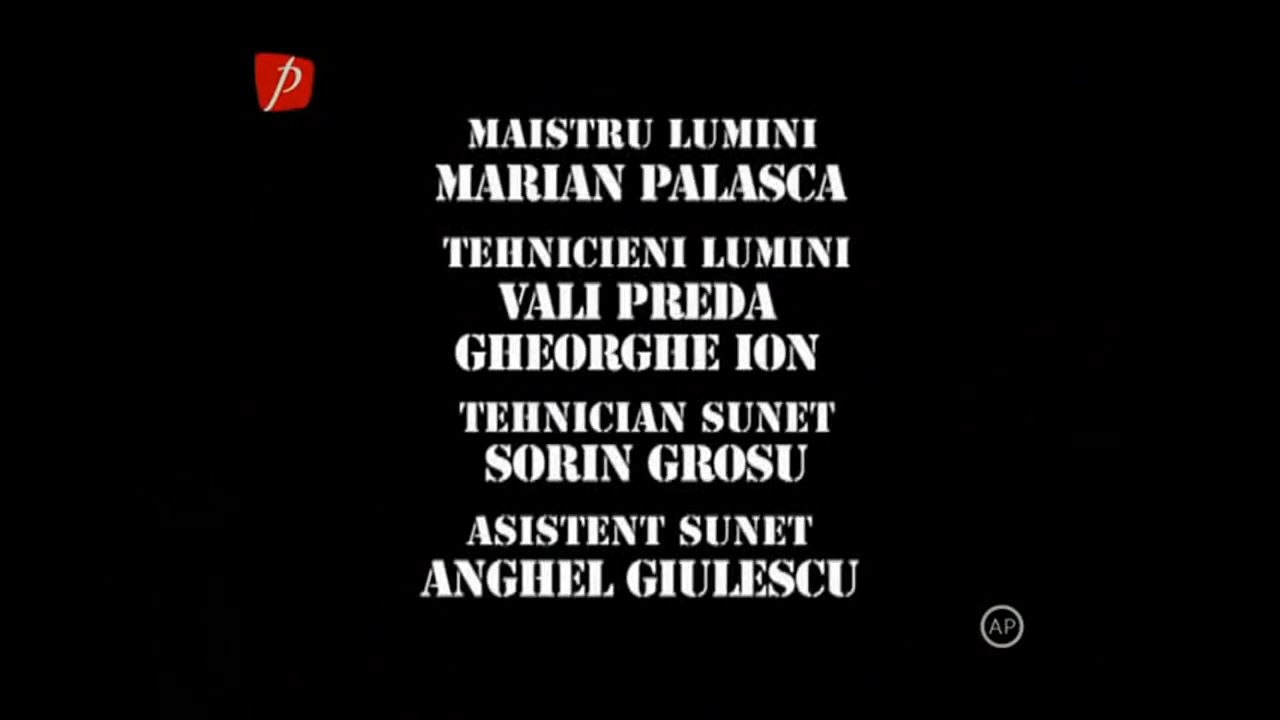 p
MAISTRU LUMINI
MARIAN PALASCA
TEHNICIENI LUMINI
VALI PREDA
GHEORGHE ION
TEHNICIAN SUNET
SORIN GROSU
ASISTENT SUNET
ANGHEL GIULESCU
AP